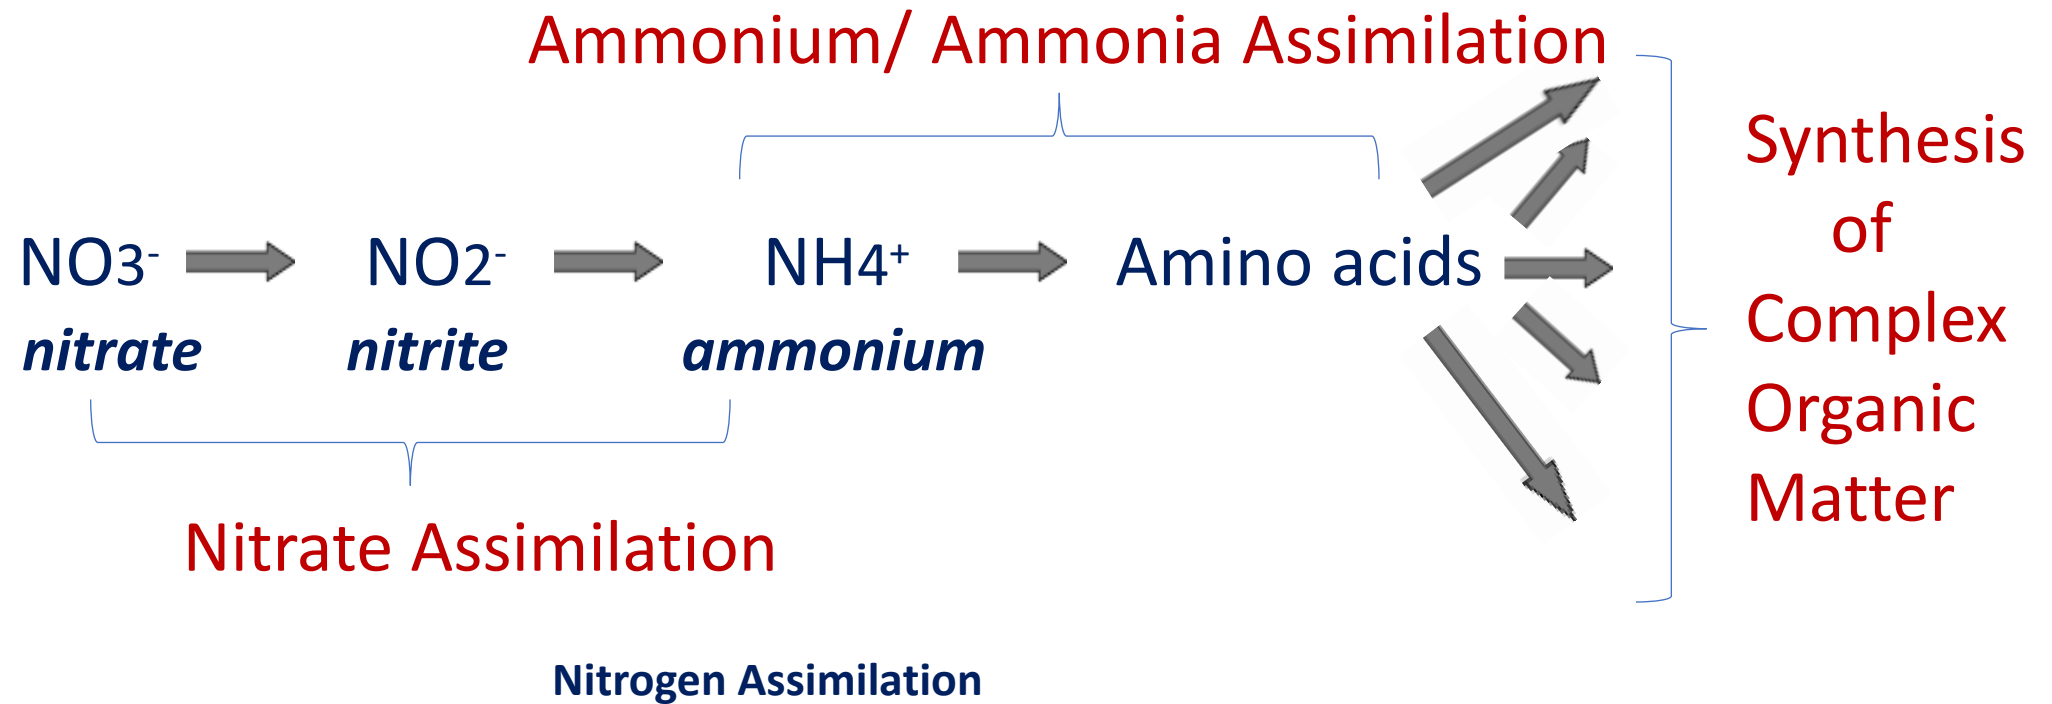 Ammonium/ Ammonia Assimilation
Synthesis
of
Complex
Organic
Matter
NO3⁻
NO2⁻
NH4⁺
Amino acids
nitrate
nitrite
ammonium
Nitrate Assimilation
Nitrogen Assimilation